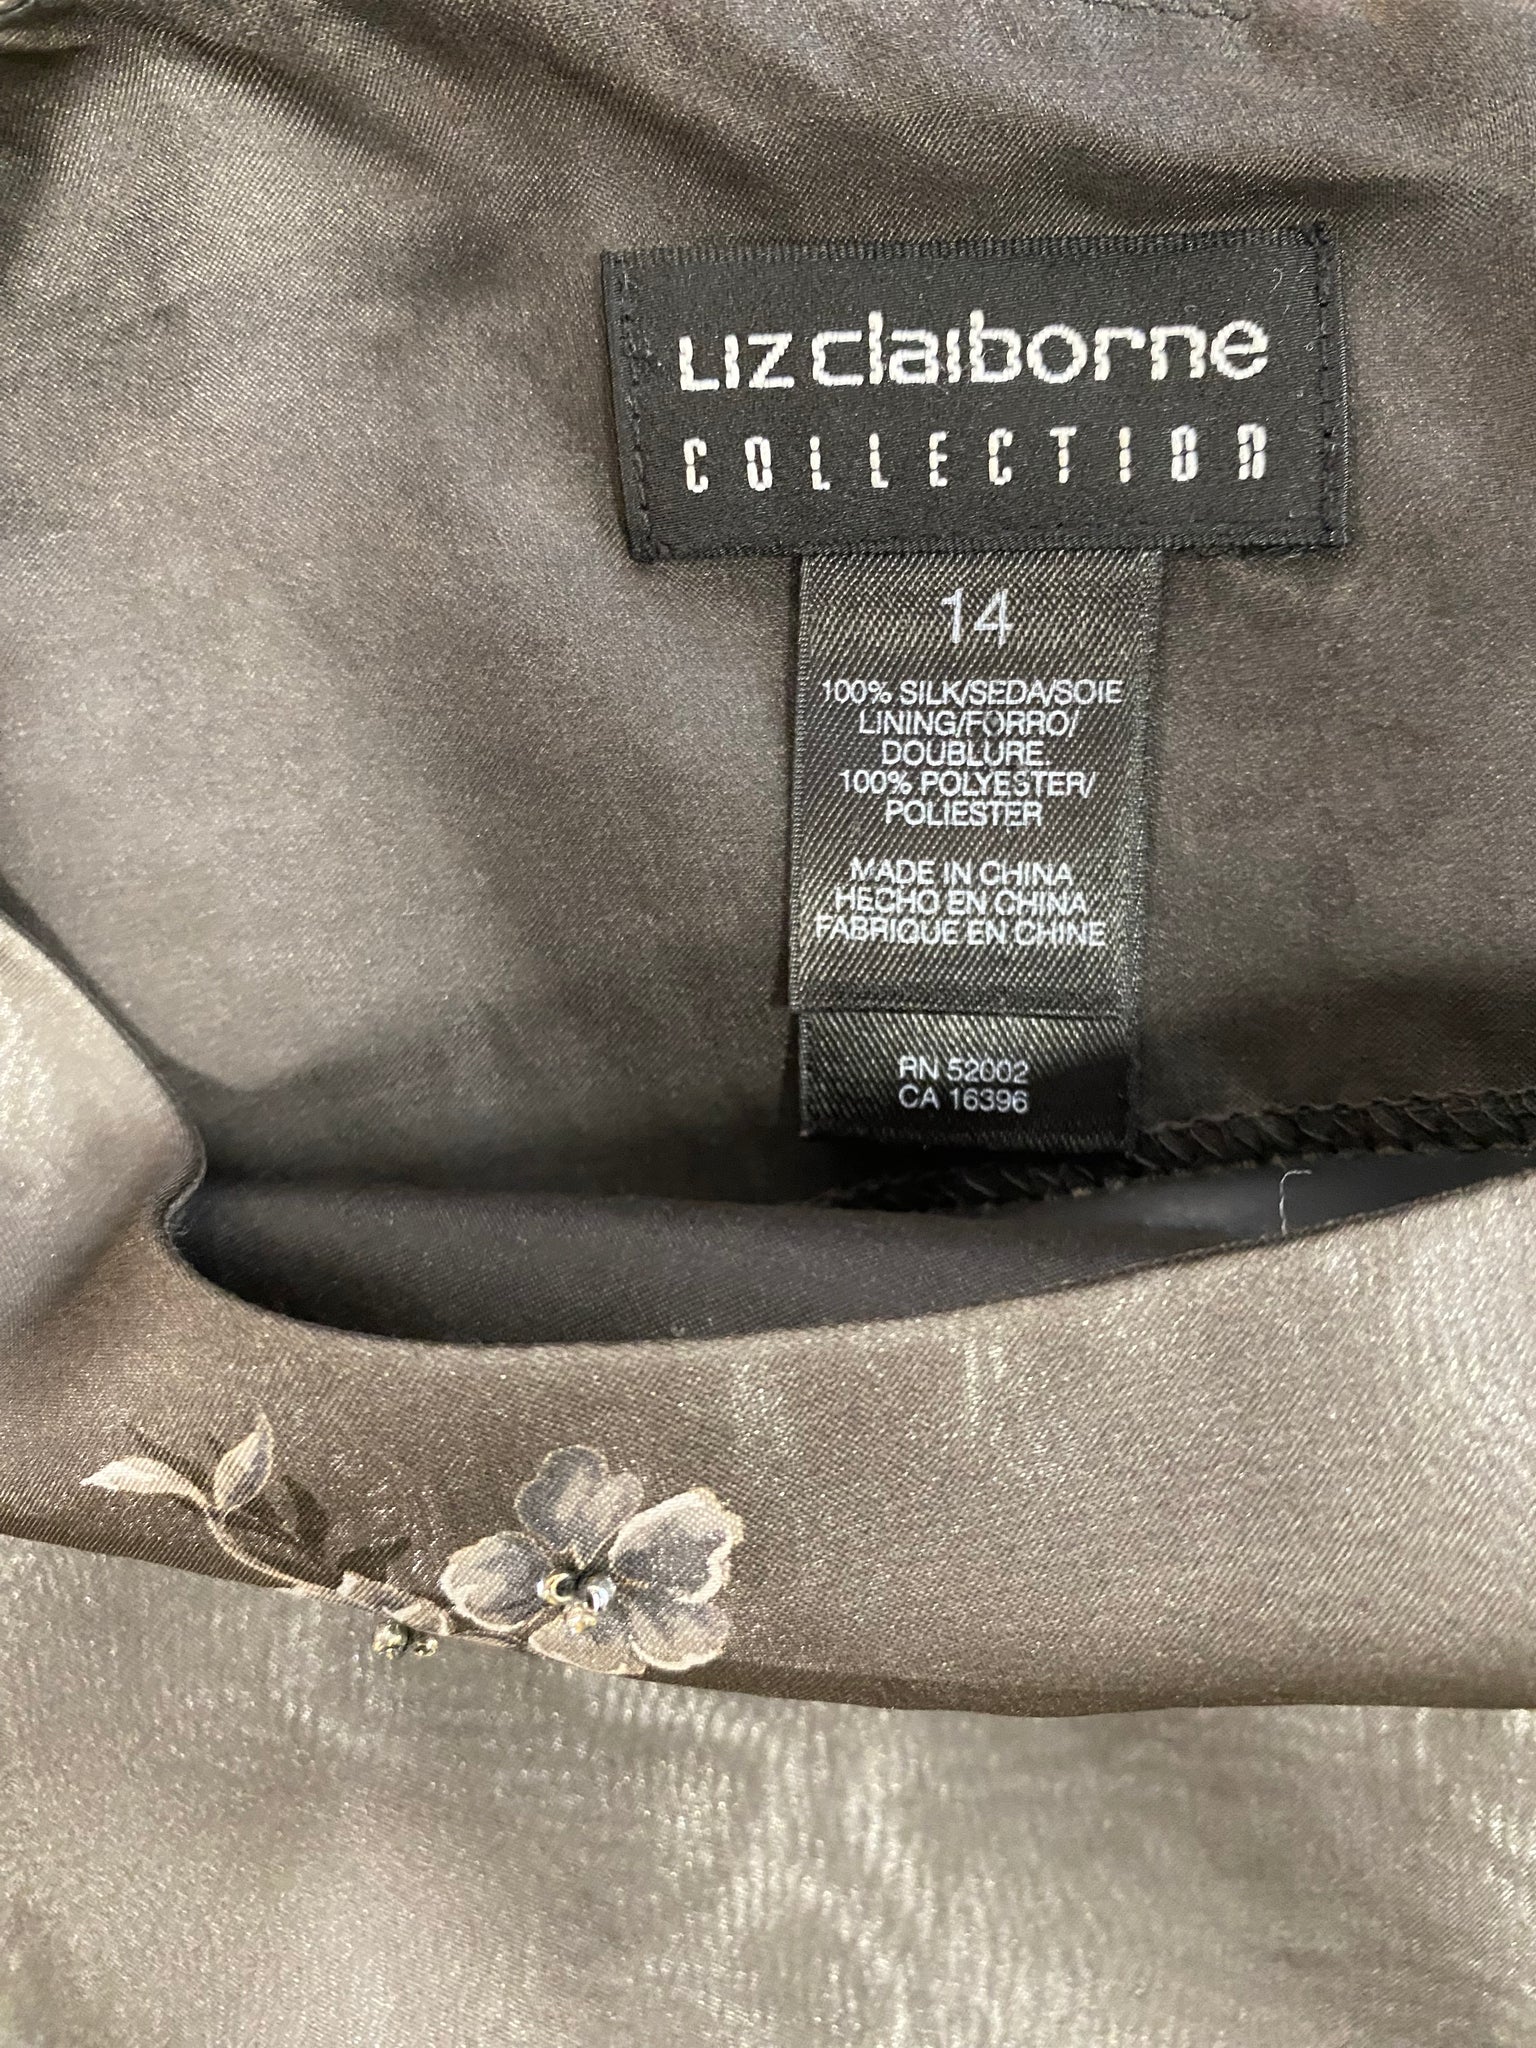 Liz claiborne
COLLECTION
14
100% SILK/SEDA/SOIE
LINING/FORRO/
DOUBLURE.
100% POLYESTER/
POLIESTER
MADE IN CHINA
HECHO EN CHINA
FABRIQUE EN CHINE
RN 52002
CA 16396